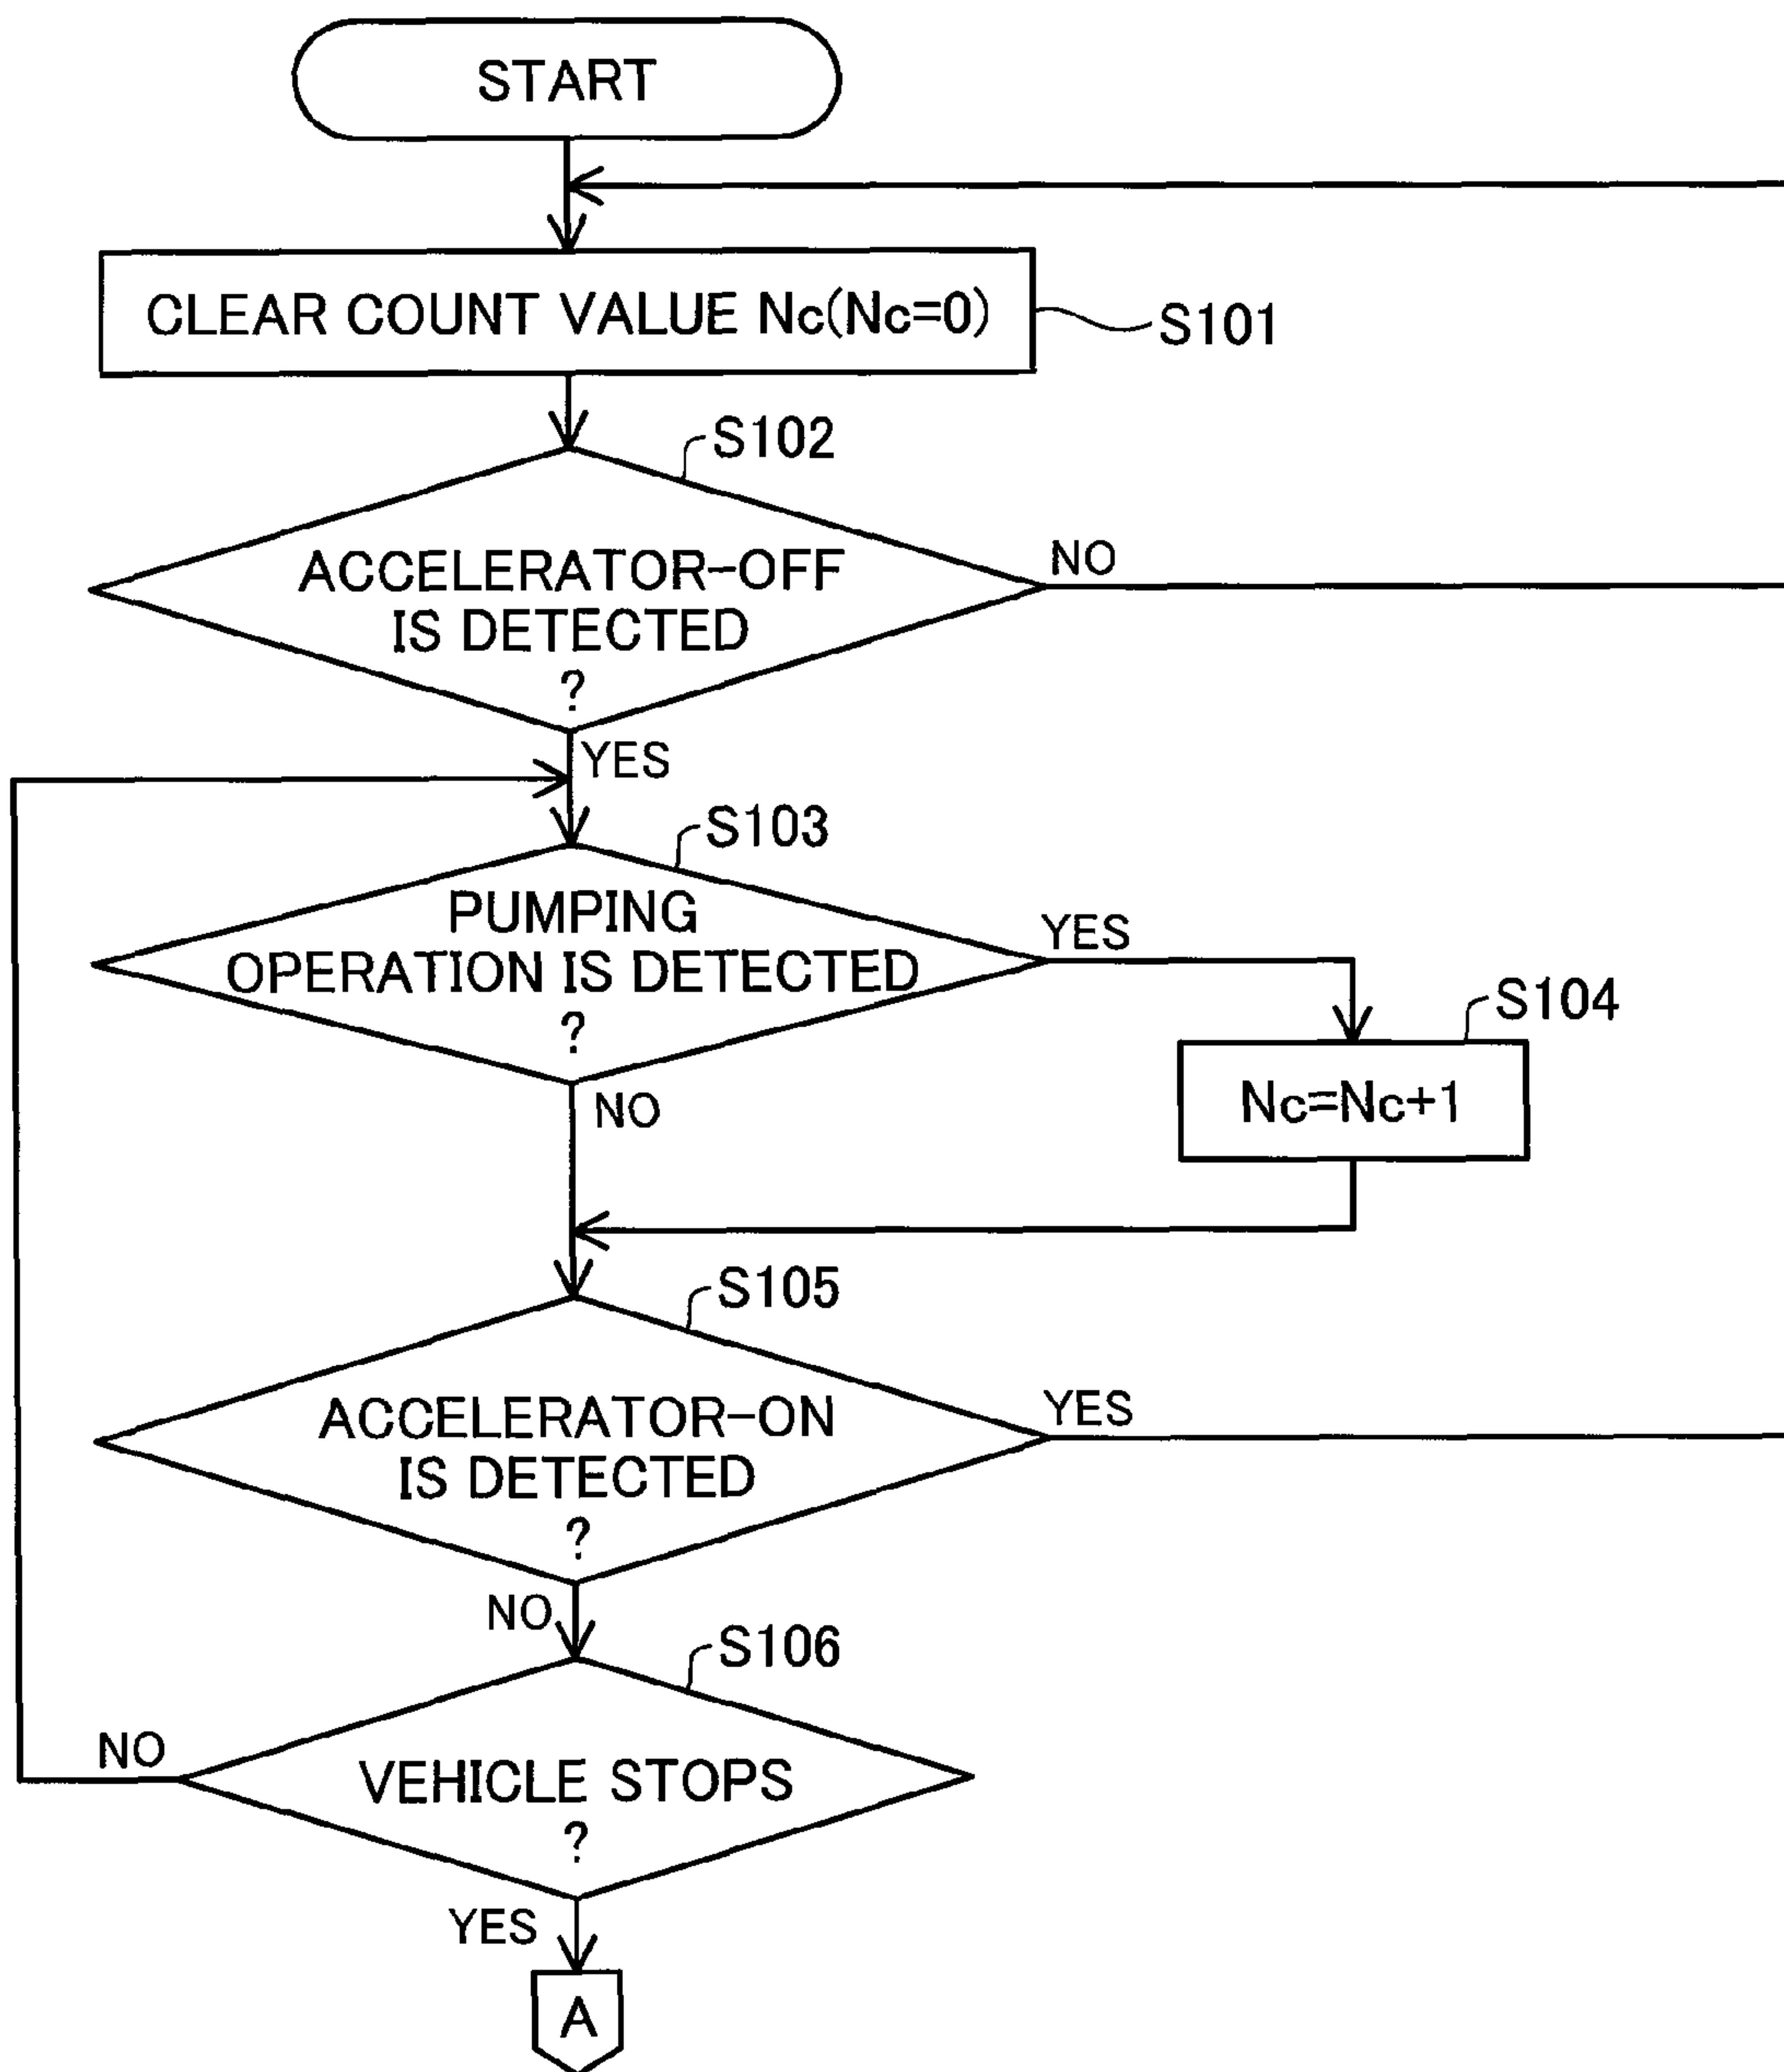 START
CLEAR COUNT VALUE Nc(Nc=0)
S101
S102
ACCELERATOR-OFF
IS DETECTED
?
NO
YES
S103
PUMPING
OPERATION IS DETECTED
?
YES
NO
S104
Nc=Nc+1
S105
ACCELERATOR-ON
IS DETECTED
?
YES
NO
S106
VEHICLE STOPS
?
NO
YES
A